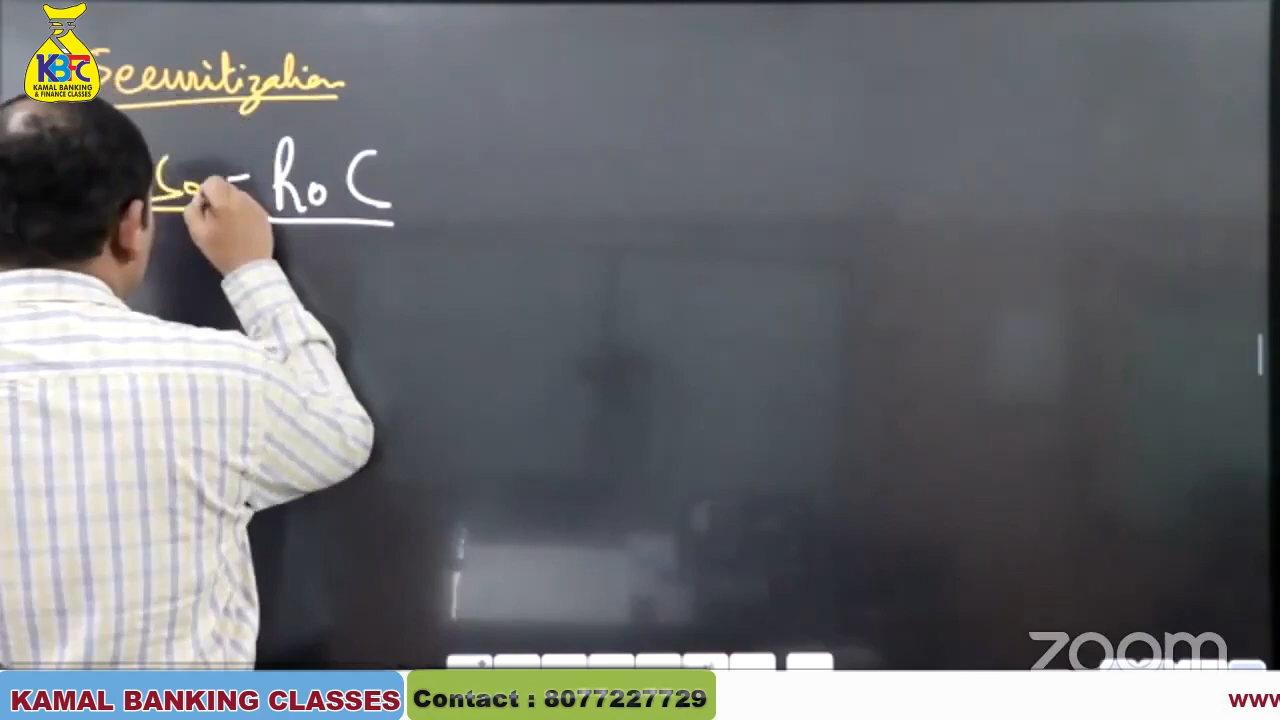 KBFC
KAMAL BANKING
& FINANCE CLASSES
Securitization
RoC
zoom
KAMAL BANKING CLASSES
Contact : 8077227729
www